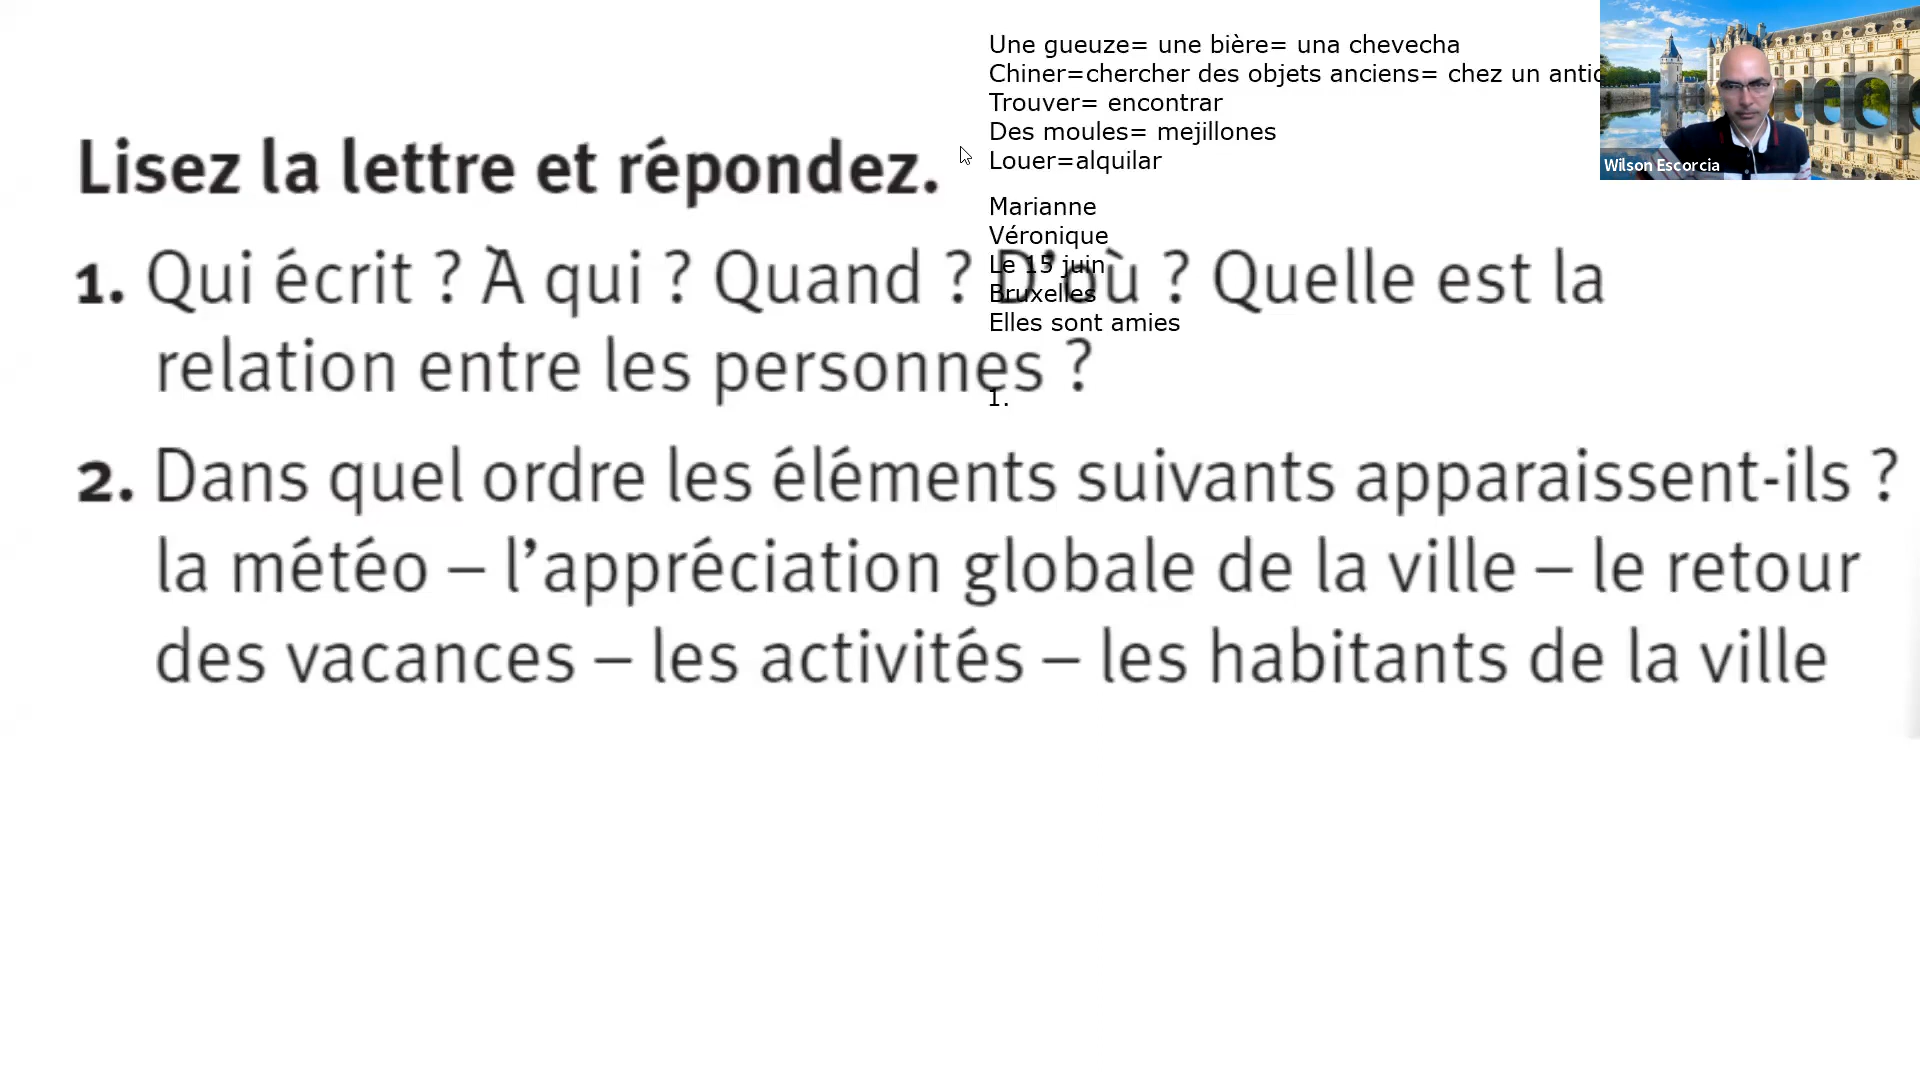 Une gueuze= une bière= una chevecha
Chiner=chercher des objets anciens= chez un
Trouver= encontrar
Des moules= mejillones
Louer=alquilar
Wilson Escorcia
Lisez la lettre et répondez.
Marianne
Véronique
Le 15 juin
Bruxelles
Elles sont amies
1.
1. Qui écrit ? À qui ? Quand ? D'où ? Quelle est la
relation entre les personnes ?
2. Dans quel ordre les éléments suivants apparaissent-ils ?
la météo – l’appréciation globale de la ville – le retour
des vacances – les activités – les habitants de la ville